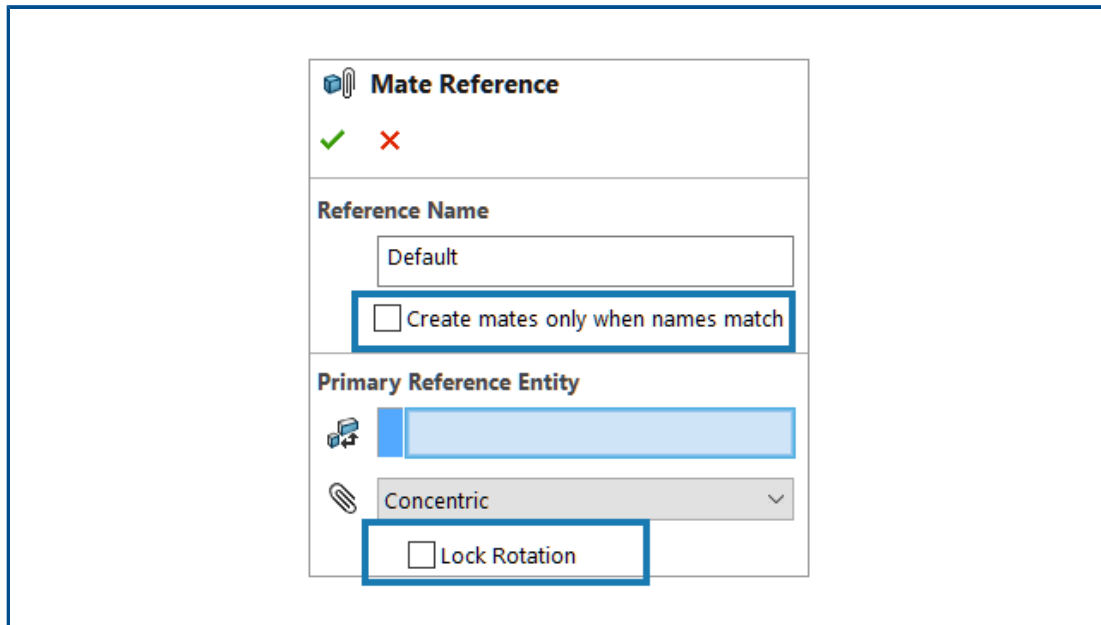 Mate Reference
Reference Name
Default
Create mates only when names match
Primary Reference Entity
Concentric
Lock Rotation